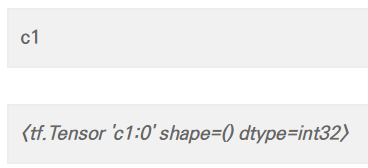 c1
〈tf.Tensor 'c1:0' shape=() dtype=int32〉